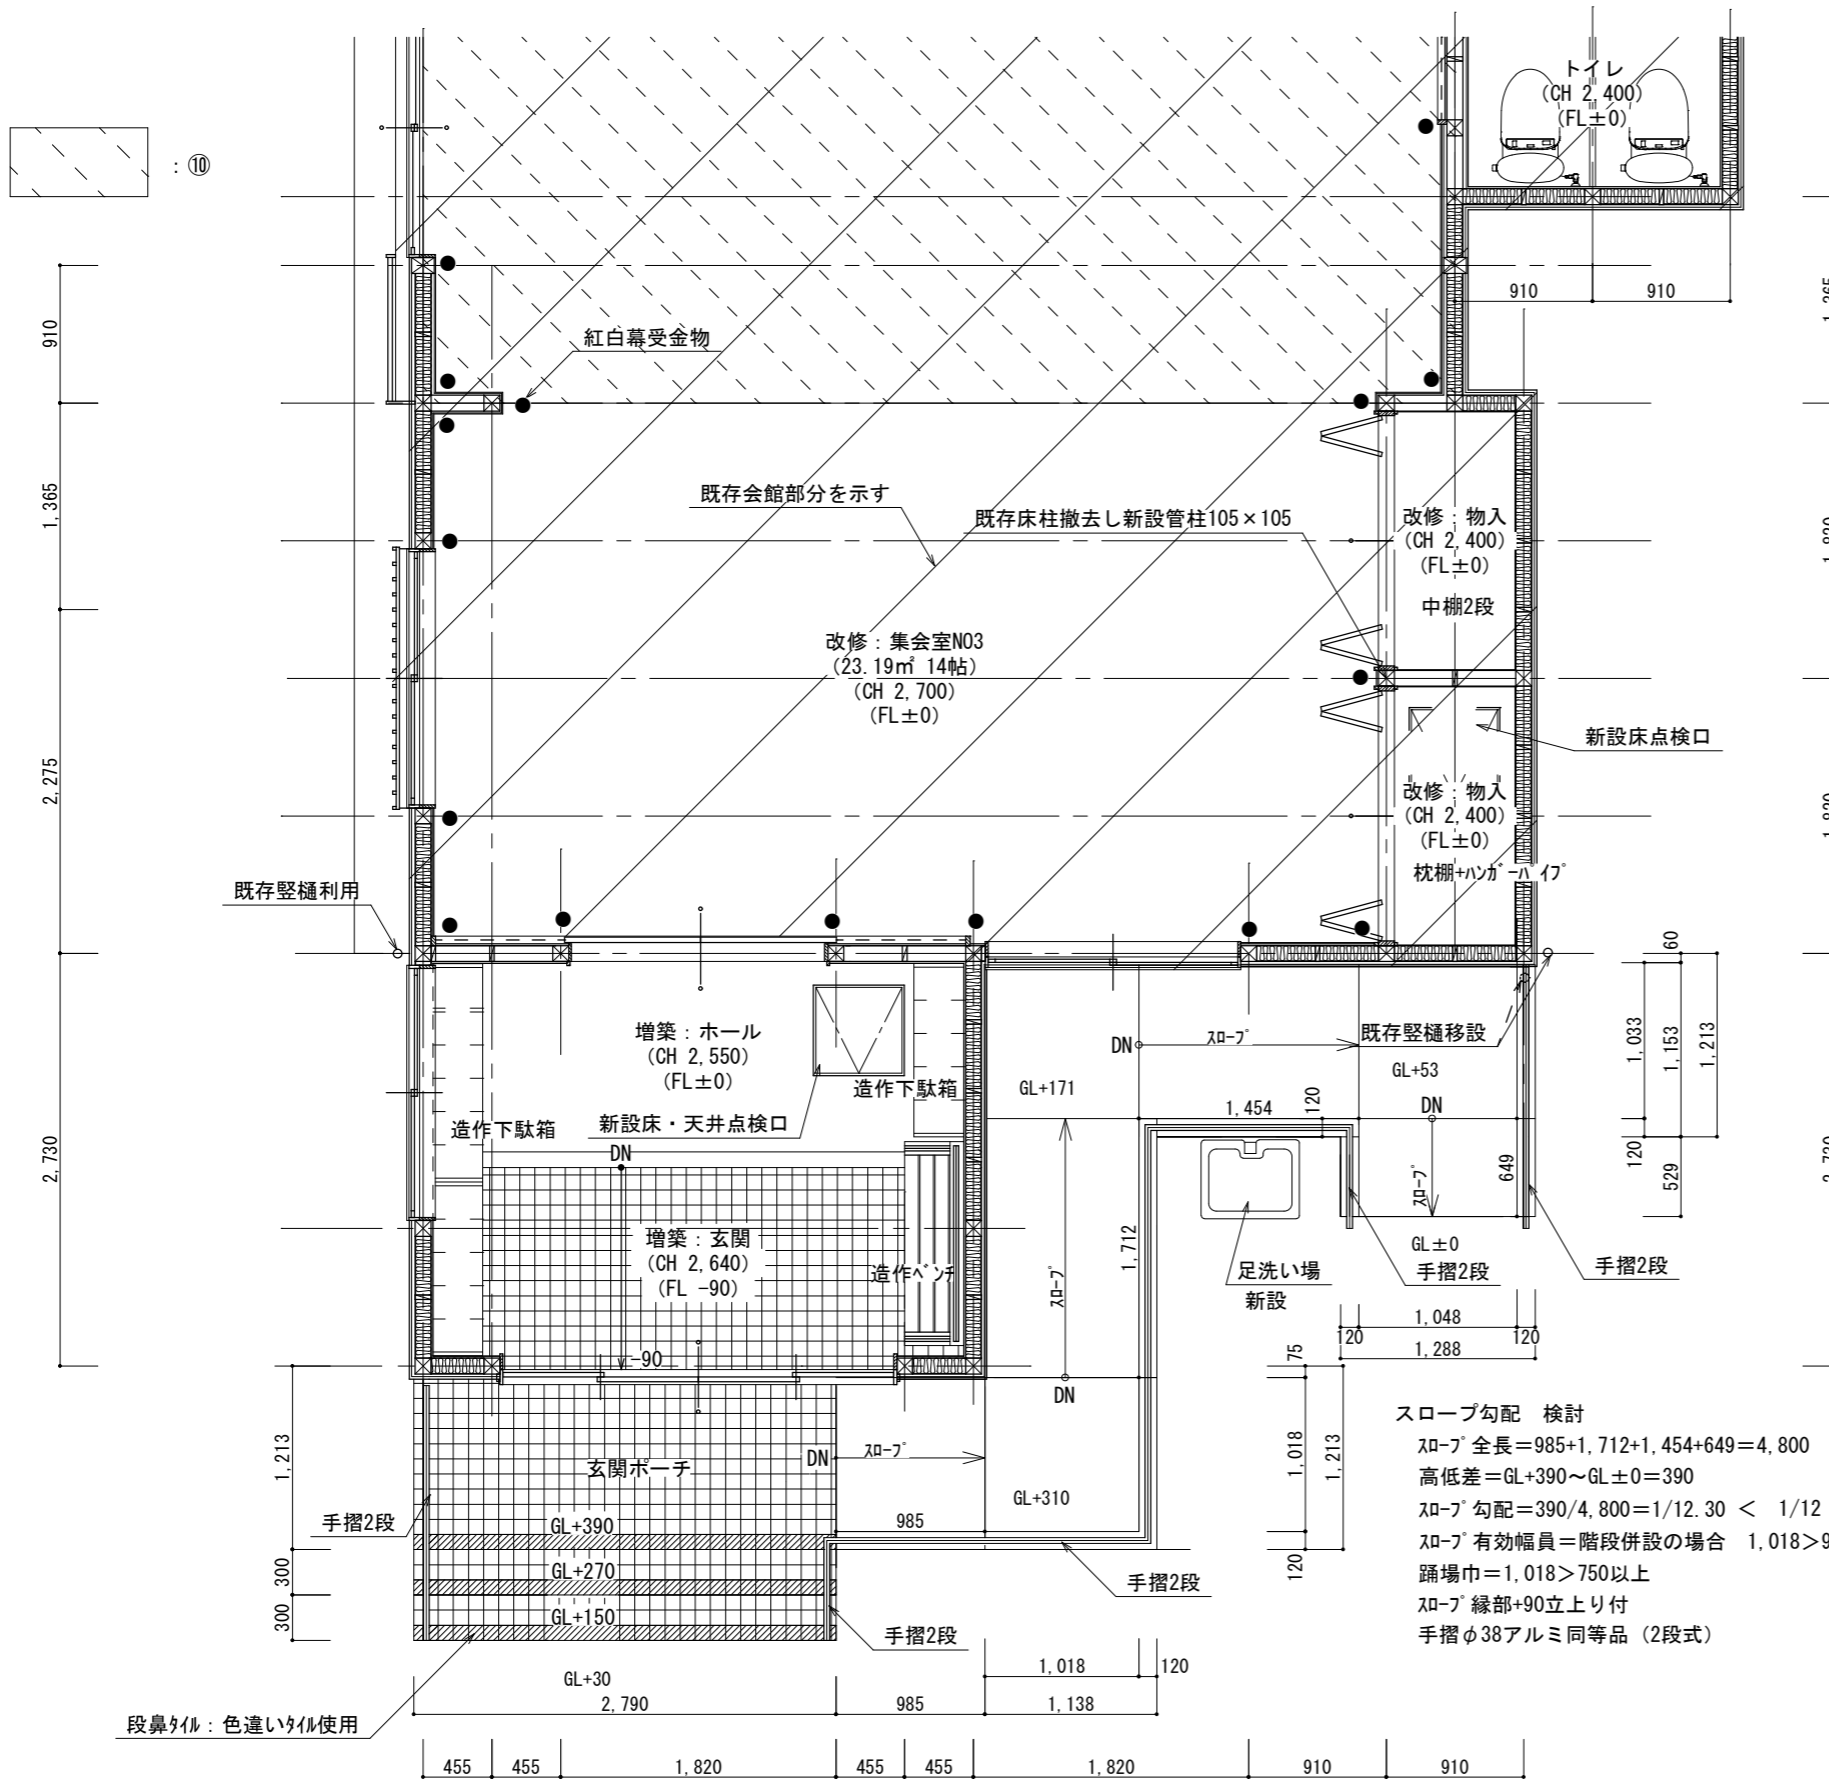 トイレ
(CH 2,400)
(FL±0)
：⑩
910 910
910
紅白幕受金物
1,365
既存会館部分を示す
既存床柱撤去し新設管柱105×105
改修：物入
(CH 2,400)
(FL±0)
中棚2段
改修：集会室NO3
(23.19㎡ 14帖)
(CH 2,700)
(FL±0)
新設床点検口
2,275
改修：物入
(CH 2,400)
(FL±0)
枕棚+ﾊﾝｶﾞｰﾊﾟｲﾌﾟ
既存竪樋利用
60
増築：ホール
(CH 2,550)
(FL±0)
DN
ｽﾛｰﾌﾟ
既存竪樋移設
1,033
1,153
1,213
GL+171
GL+53
造作下駄箱
1,454
120
DN
造作下駄箱
新設床・天井点検口
DN
2,730
649
ｽﾛｰﾌﾟ
120
529
増築：玄関
(CH 2,640)
(FL -90)
造作ﾍﾞﾝﾁ
1,712
ｽﾛｰﾌﾟ
足洗い場
新設
GL±0
手摺2段
手摺2段
1,048
120 120
1,288
-90
DN
75
スロープ勾配　検討
ｽﾛｰﾌﾟ全長＝985+1,712+1,454+649＝4,800
高低差＝GL+390～GL±0＝390
ｽﾛｰﾌﾟ勾配＝390/4,800＝1/12.30 ＜ 1/12
ｽﾛｰﾌﾟ有効幅員＝階段併設の場合　1,018＞9
踊場巾＝1,018＞750以上
ｽﾛｰﾌﾟ縁部+90立上り付
手摺φ38アルミ同等品（2段式）
1,213
玄関ポーチ
DN
ｽﾛｰﾌﾟ
1,018
1,213
GL+310
手摺2段
GL+390
985
300
GL+270
120
手摺2段
300
GL+150
手摺2段
GL+30
1,018 120
2,790 985 1,138
段鼻ﾀｲﾙ：色違いﾀｲﾙ使用
455 455 1,820 455 455 1,820 910 910